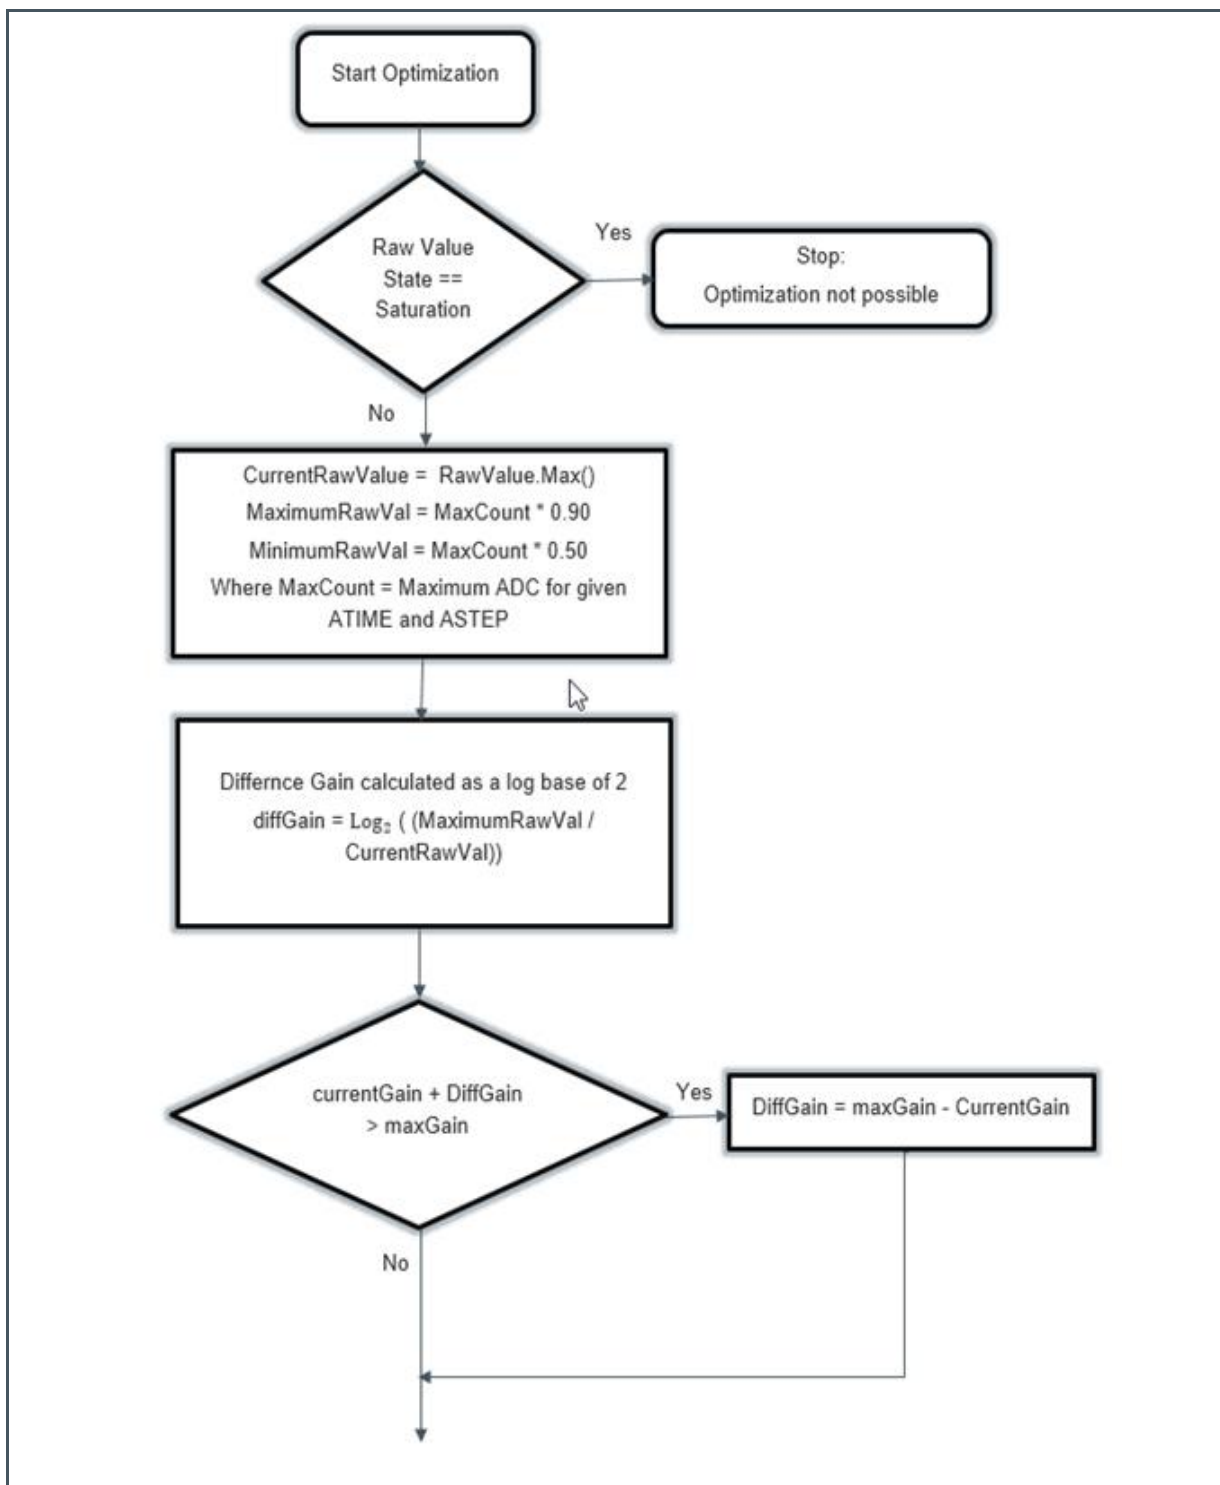 Start Optimization
Raw Value
State ==
Saturation
Yes
Stop:
Optimization not possible
No
CurrentRawValue =  RawValue.Max()
MaximumRawVal = MaxCount * 0.90
MinimumRawVal = MaxCount * 0.50
Where MaxCount = Maximum ADC for given
ATIME and ASTEP
Differnce Gain calculated as a log base of 2
diffGain = Log₂ ( (MaximumRawVal /
CurrentRawVal))
currentGain + DiffGain
> maxGain
Yes
DiffGain = maxGain - CurrentGain
No